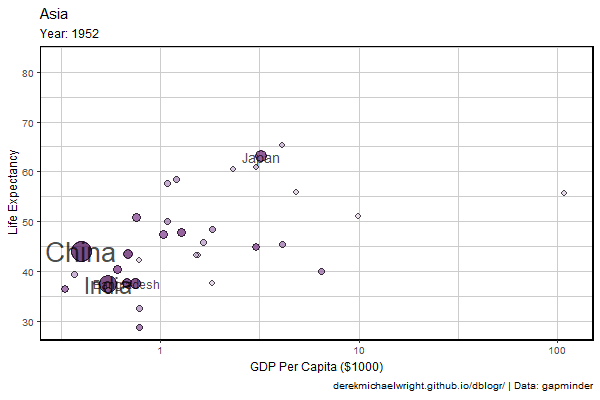 Asia
Year: 1952
80
70
60
50
40
30
Life Expectancy
Japan
China
India
Bangladesh
1
10
100
GDP Per Capita ($1000)
derekmichaelwright.github.io/dblogr/ | Data: gapminder